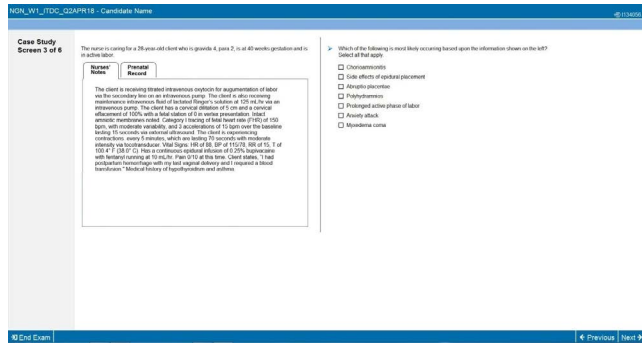 NGN_W1_ITDC_Q2APR18 - Candidate Name
Case Study
Screen 3 of 6
The nurse is caring for a 28-year-old client who is gravida 4, para 2, is at 40 weeks gestation and is
in active labor.
Nurses'
Notes
Prenatal
Record
The client is receiving titrated intravenous oxytocin for augumentation of labor
via the secondary line on an intravenous pump. The client is also receiving
maintenance intravenous fluid of lactated Ringer's solution at 125 mL/hr via an
intravenous pump. The client has a cervical dilation of 5 cm and a cervical
effacement of 100% with a fetal station of 0 in vertex presentation. Intact
amniotic membranes noted. Category I tracing of fetal heart rate (FHR) of 150
bpm, with moderate variability, and 3 accelerations of 15 bpm over the baseline
lasting 15 seconds via external ultrasound. The client is experiencing
contractions every 5 minutes, which are lasting 70 seconds with moderate
intensity via tocotransducer. Vital Signs: HR of 88, BP of 115/78, RR of 15, T of
100.4° F (38.0° C). Has a continuous epidural infusion of 0.25% bupivacaine
with fentanyl running at 10 mL/hr. Pain 0/10 at this time. Client states, "I had
postpartum hemorrhage with my last vaginal delivery and I required a blood
transfusion." Medical history of hypothyroidism and asthma.
Which of the following is most likely occurring based upon the information shown on the left?
Select all that apply.
Chorioamnionitis
Side effects of epidural placement
Abruptio placentae
Polyhydramnios
Prolonged active phase of labor
Anxiety attack
Myxedema coma
End Exam
Previous
Next